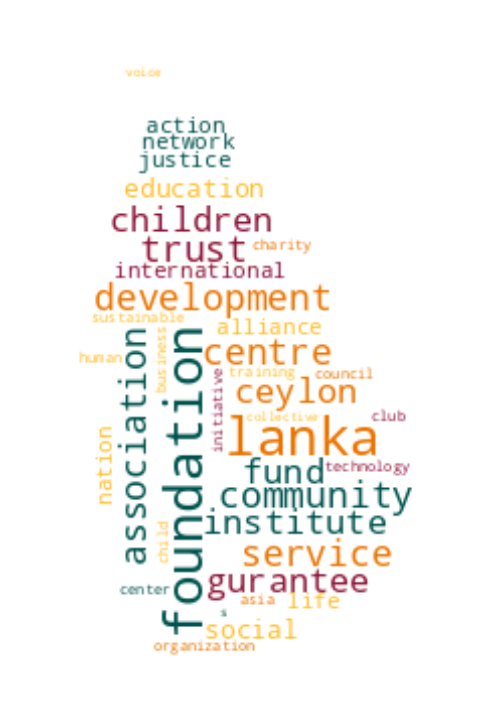 voice
action
network
justice
education
children
trust
charity
international
development
sustainable
alliance
association
business
foundation
centre
human
training
council
initiative
ceylon
collective
club
lanka
nation
fund
technology
community
institute
child
service
center
gurantee
asia
life
s
social
organization